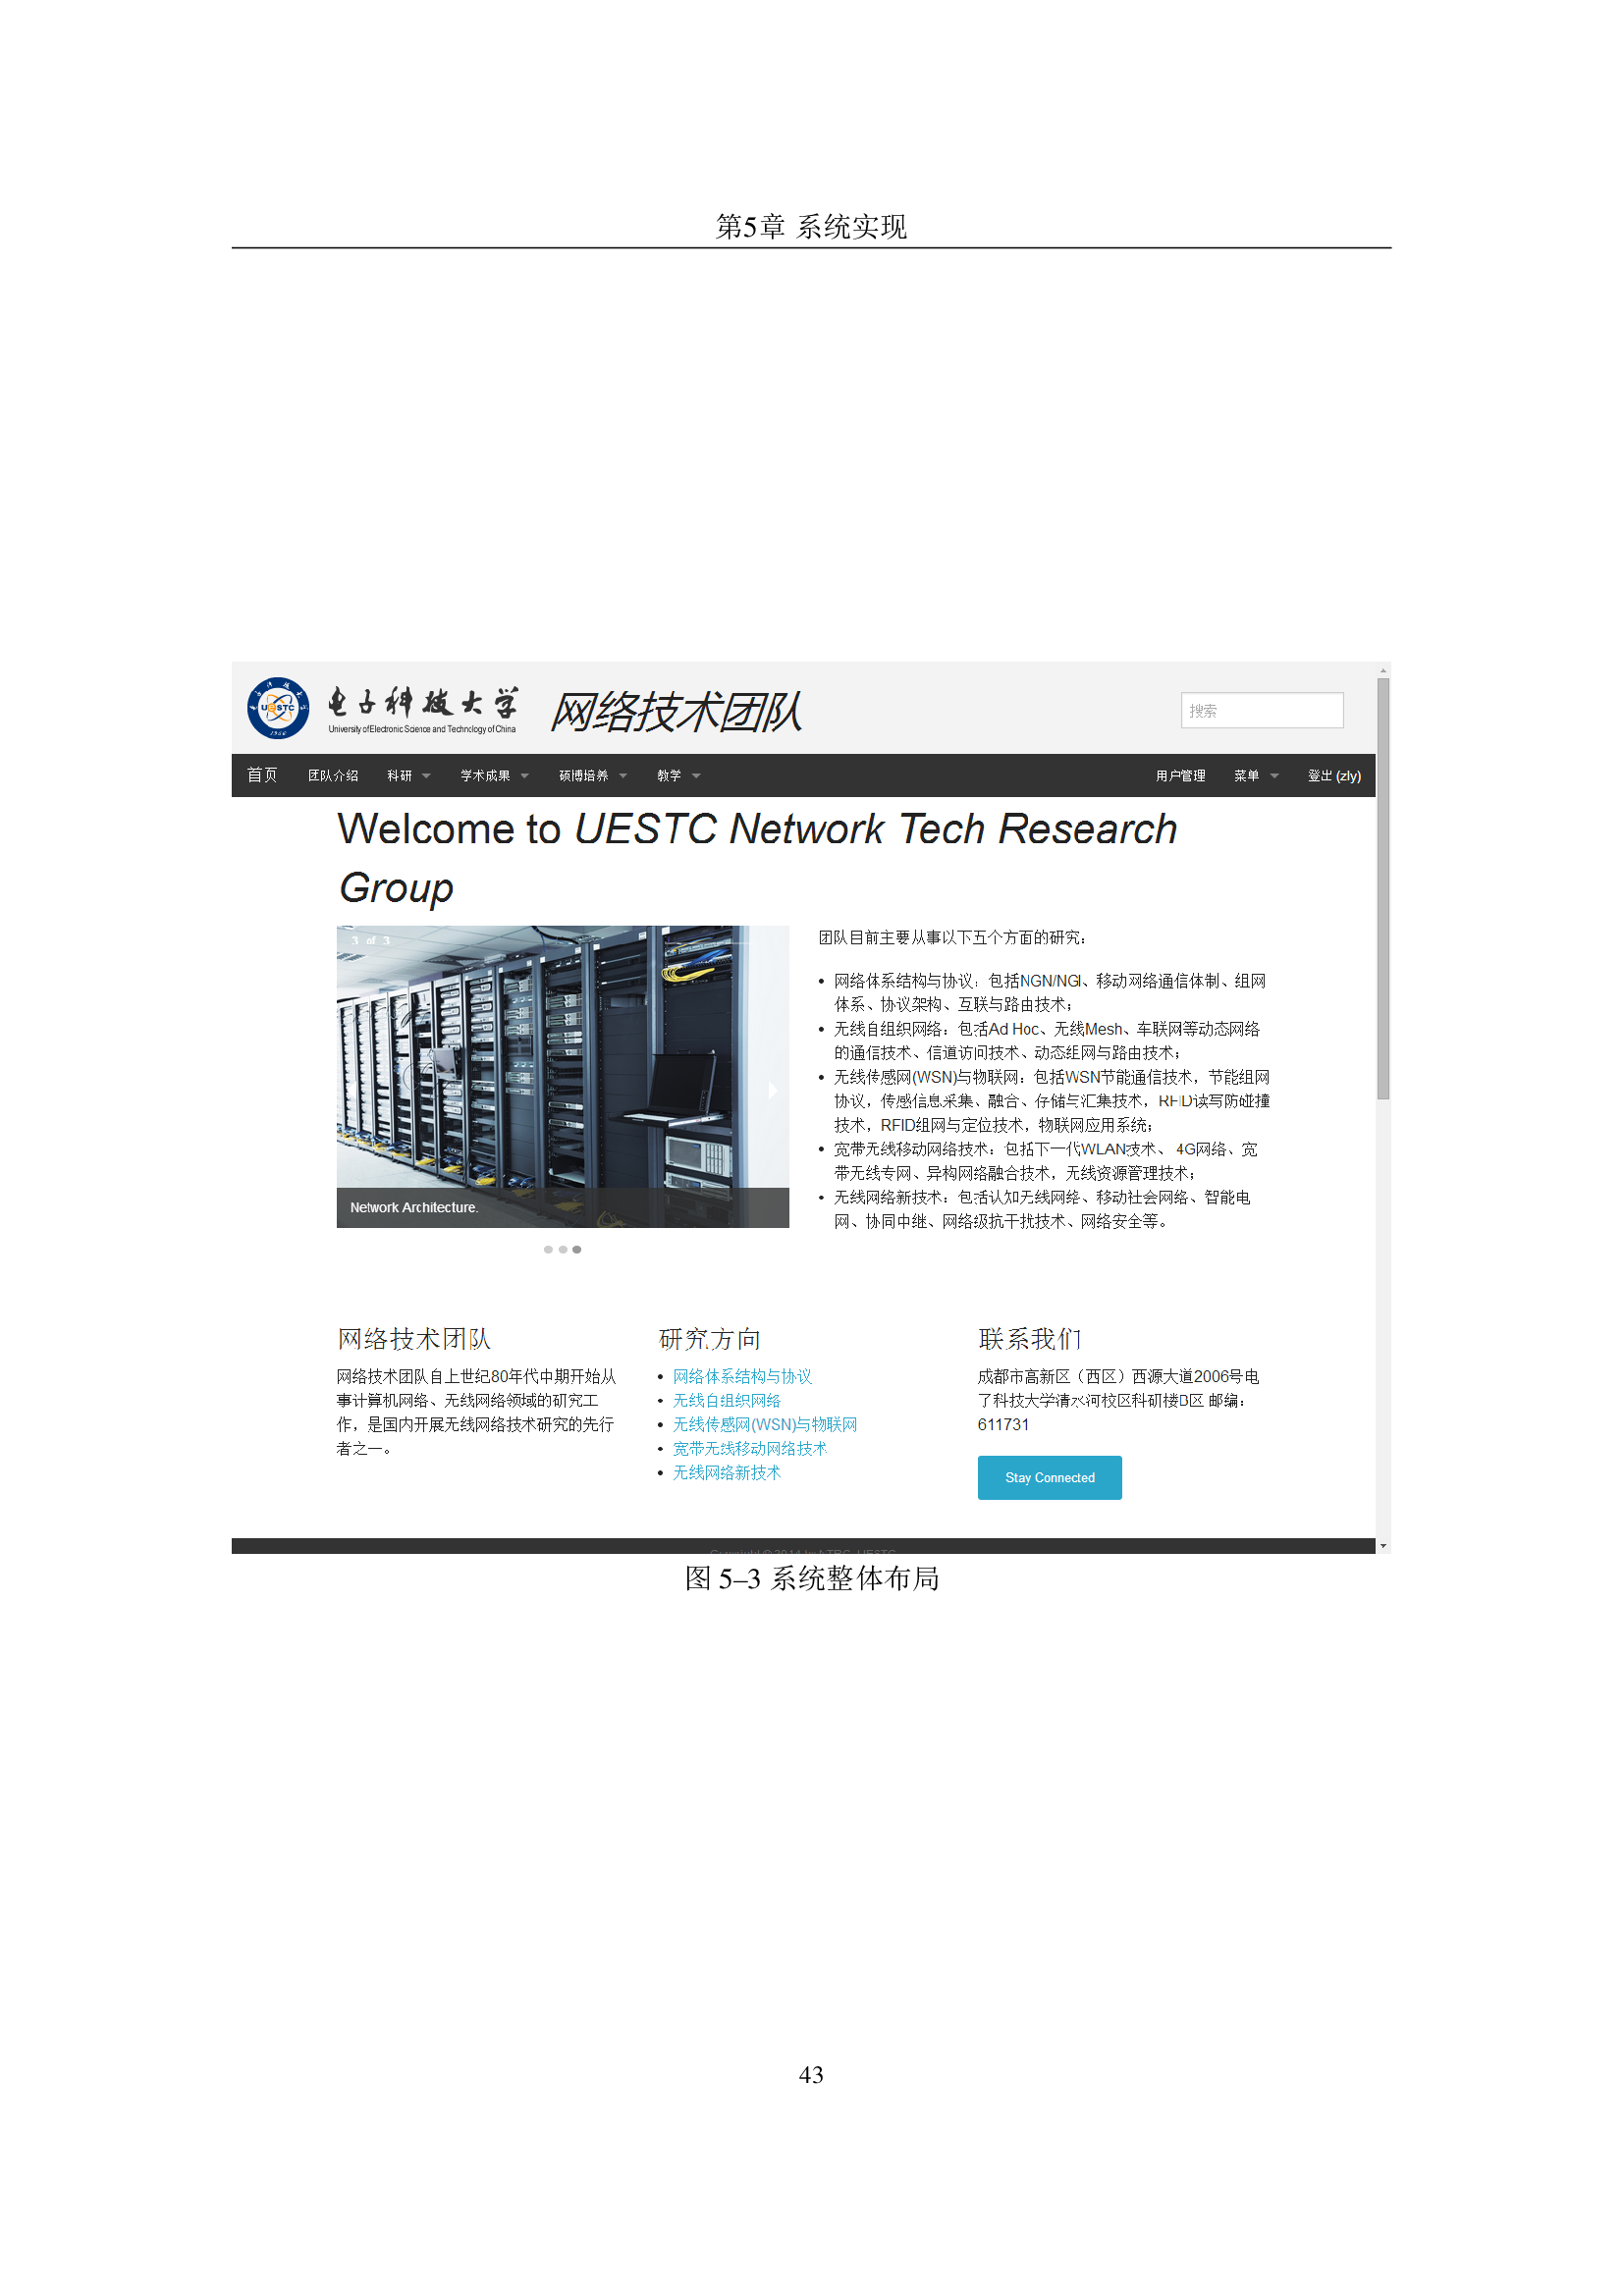 第5章 系统实现
电子科技大学
University of Electronic Science and Technology of China
网络技术团队
搜索
UESTC
1956
首页 团队介绍 科研 学术成果 硕博培养 教学 用户管理 菜单 登出 (zly)
Welcome to UESTC Network Tech Research
Group
3 of 3
Network Architecture.
团队目前主要从事以下五个方面的研究：
• 网络体系结构与协议：包括NGN/NGI、移动网络通信体制、组网
体系、协议架构、互联与路由技术；
• 无线自组织网络：包括Ad Hoc、无线Mesh、车联网等动态网络
的通信技术、信道访问技术、动态组网与路由技术；
• 无线传感网(WSN)与物联网：包括WSN节能通信技术，节能组网
协议，传感信息采集、融合、存储与汇集技术，RFID读写防碰撞
技术，RFID组网与定位技术，物联网应用系统；
• 宽带无线移动网络技术：包括下一代WLAN技术、 4G网络、宽
带无线专网、异构网络融合技术，无线资源管理技术；
• 无线网络新技术：包括认知无线网络、移动社会网络、智能电
网、协同中继、网络级抗干扰技术、网络安全等。
网络技术团队
网络技术团队自上世纪80年代中期开始从
事计算机网络、无线网络领域的研究工
作，是国内开展无线网络技术研究的先行
者之一。
研究方向
• 网络体系结构与协议
• 无线自组织网络
• 无线传感网(WSN)与物联网
• 宽带无线移动网络技术
• 无线网络新技术
联系我们
成都市高新区（西区）西源大道2006号电
子科技大学清水河校区科研楼B区 邮编：
611731
Stay Connected
Copyright © 2014 by NTRG, UESTC
图 5–3 系统整体布局
43